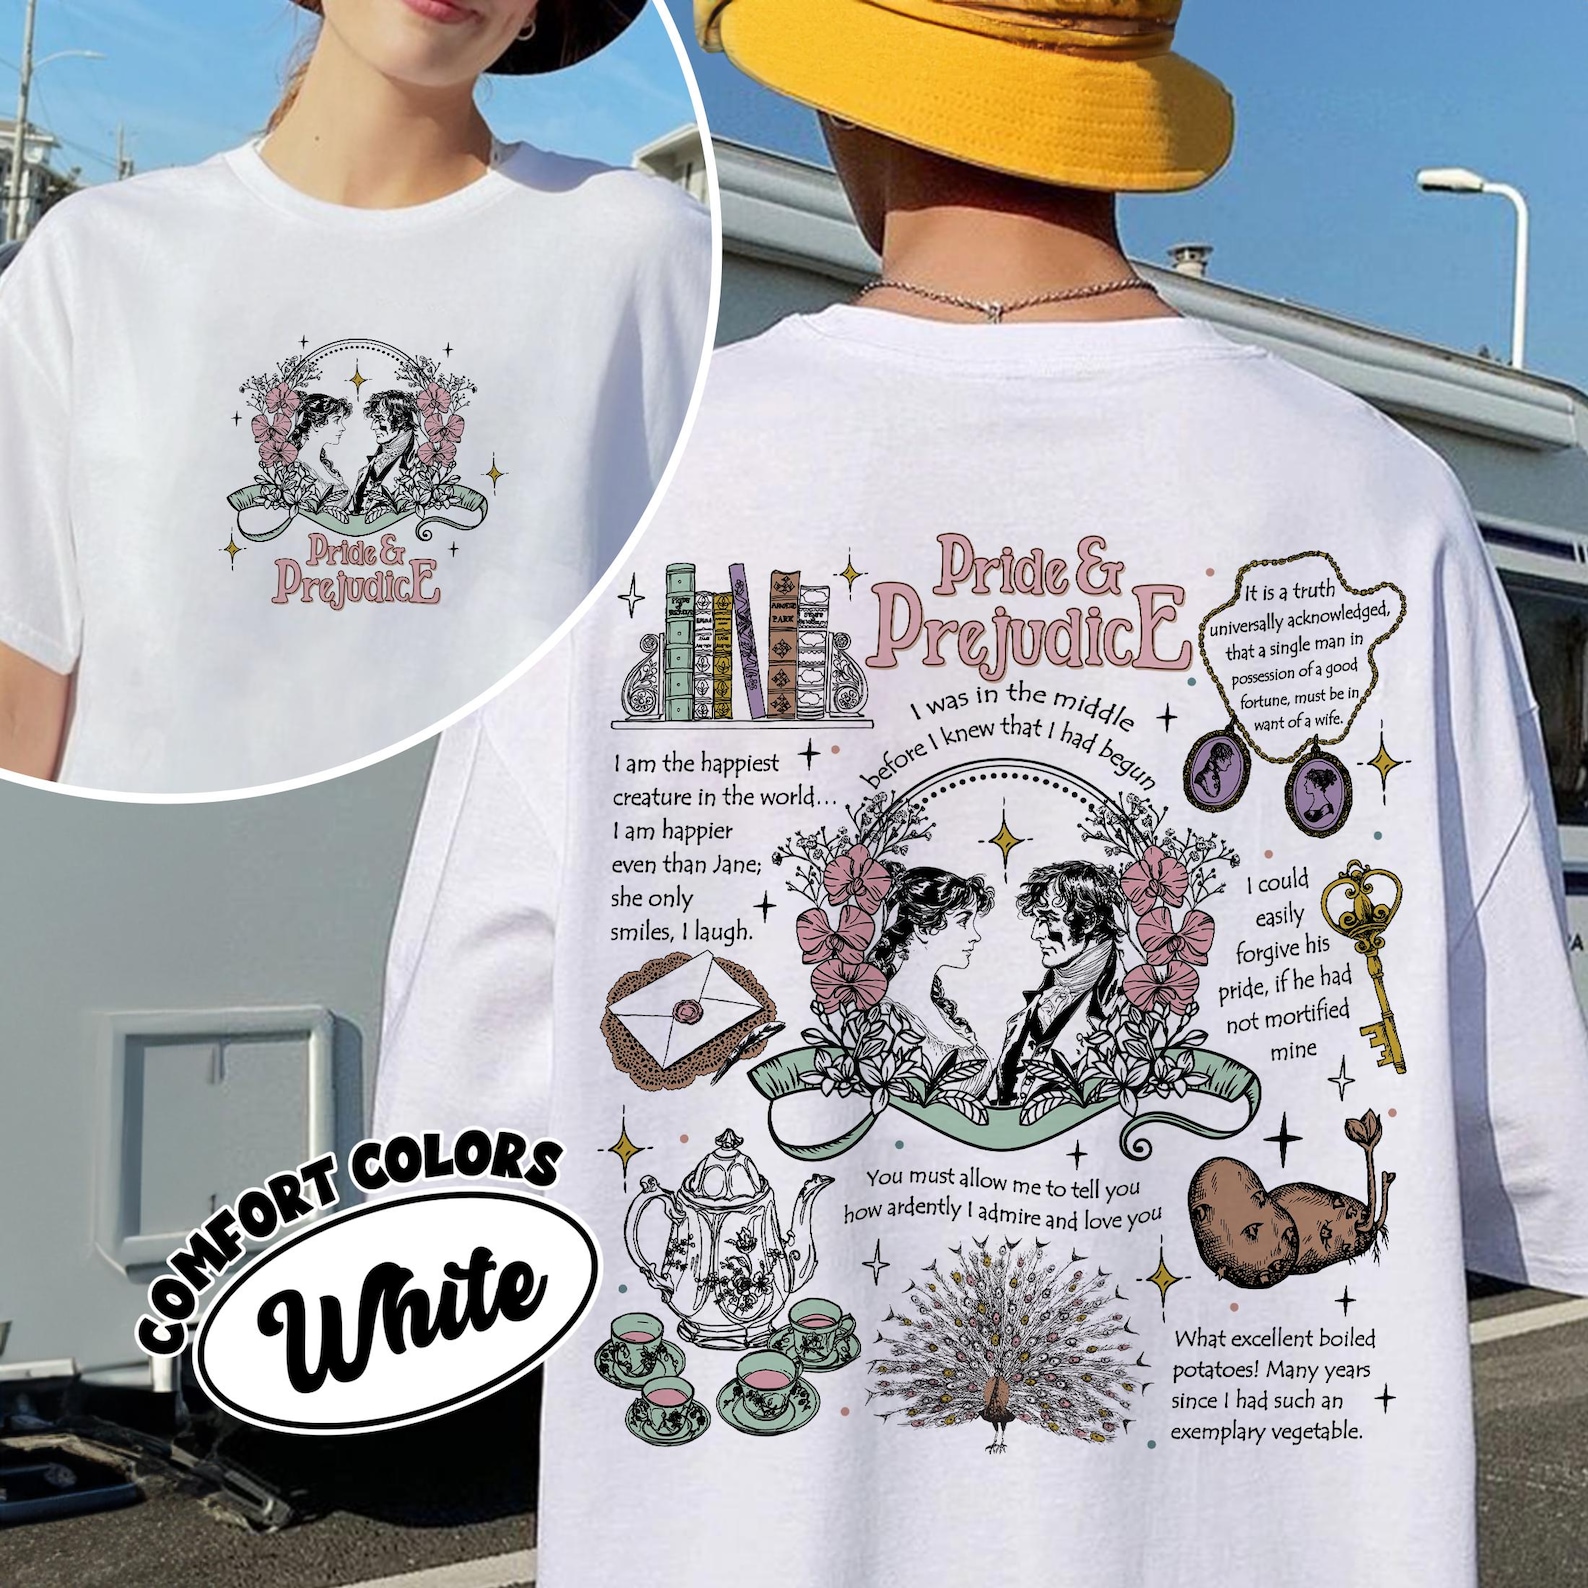 Pride &
PrejudicE
Pride &
PrejudicE
I was in the middle
before I knew that I had begun
It is a truth
universally acknowledged,
that a single man in
possession of a good
fortune, must be in
want of a wife.
PARK
I am the happiest
creature in the world...
I am happier
even than Jane;
she only
smiles, I laugh.
I could
easily
forgive his
pride, if he had
not mortified
mine
You must allow me to tell you
how ardently I admire and love you
What excellent boiled
potatoes! Many years
since I had such an
exemplary vegetable.
COMFORT COLORS
White